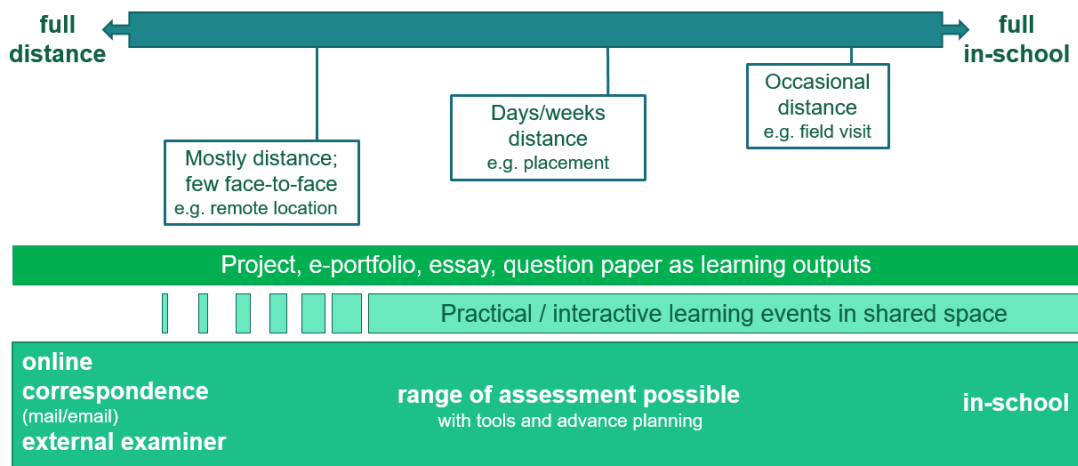 full
distance
full
in-school
Mostly distance;
few face-to-face
e.g. remote location
Days/weeks
distance
e.g. placement
Occasional
distance
e.g. field visit
Project, e-portfolio, essay, question paper as learning outputs
Practical / interactive learning events in shared space
online
correspondence
(mail/email)
external examiner
range of assessment possible
with tools and advance planning
in-school